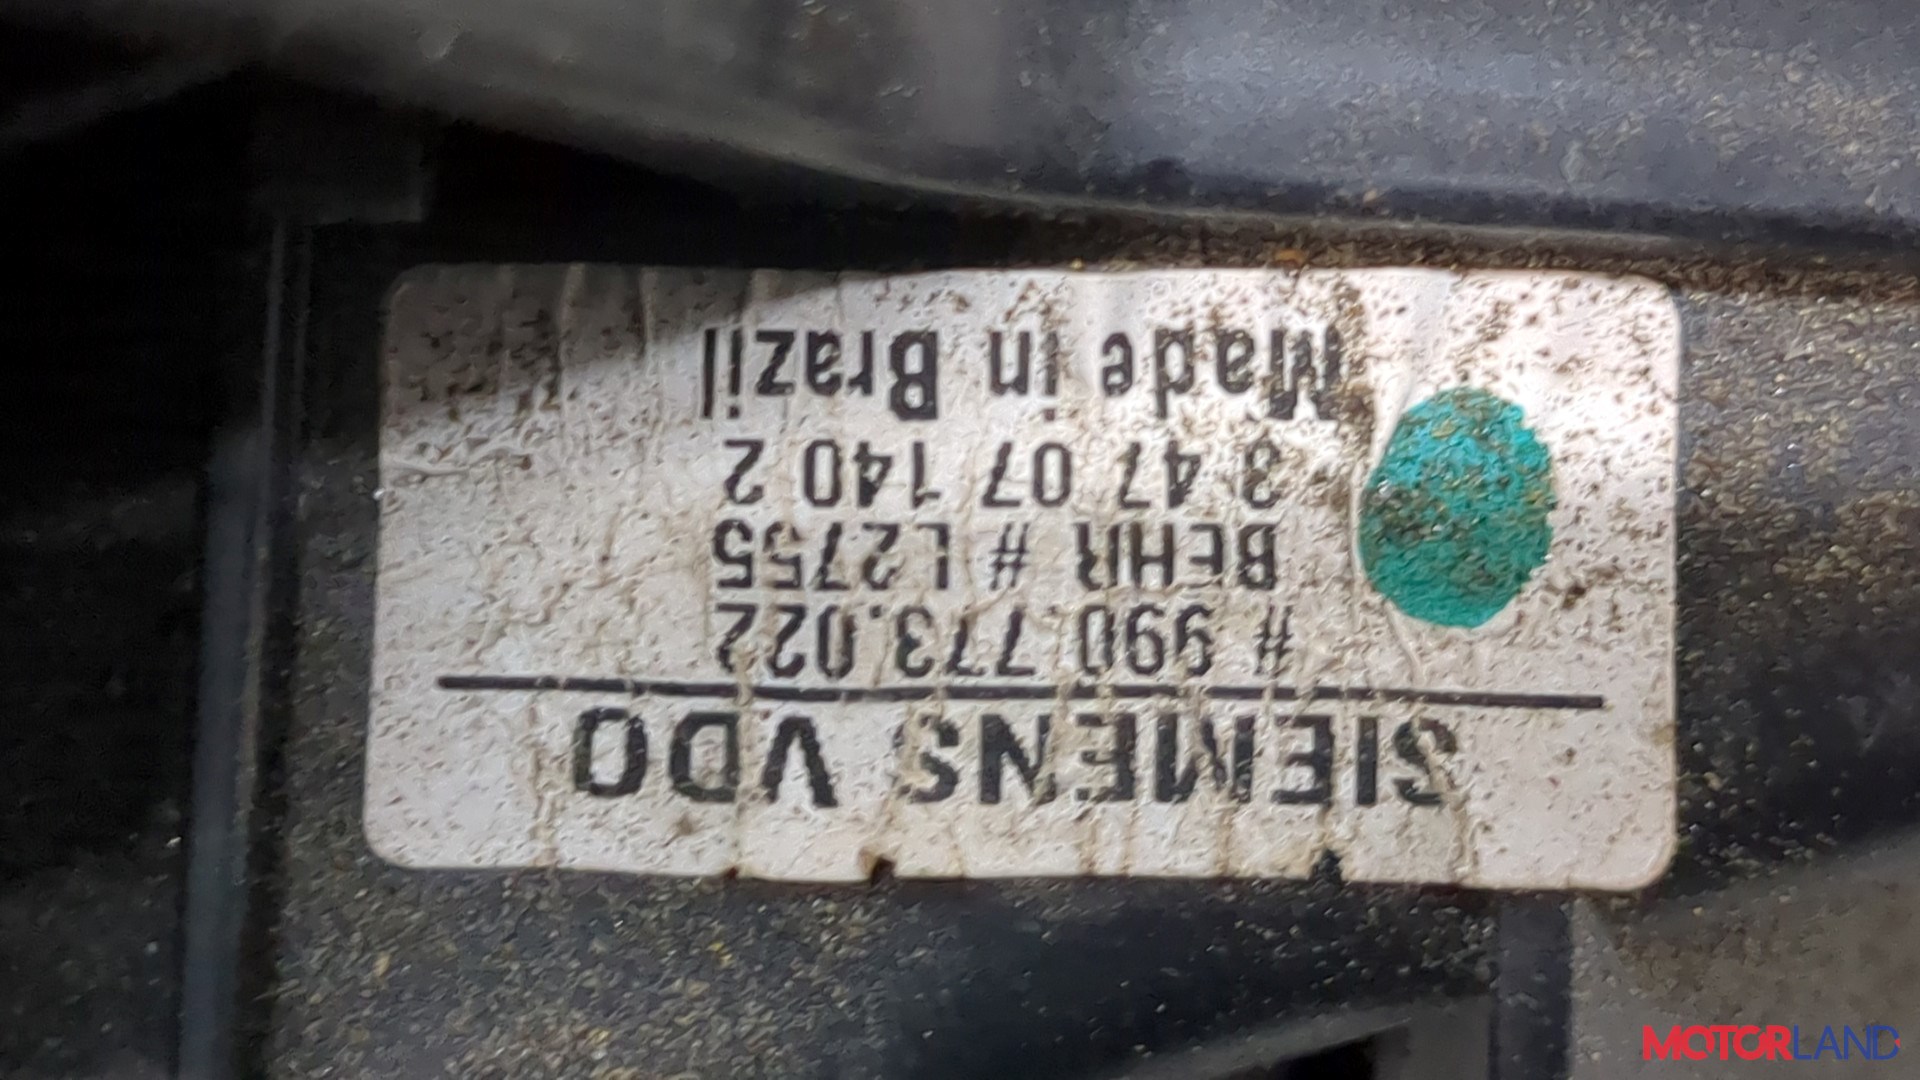 SIEMENS VDO
# 990.773.022
BEHR # L2755
3 47 07 140 2
Made in Brazil
MOTORLAND